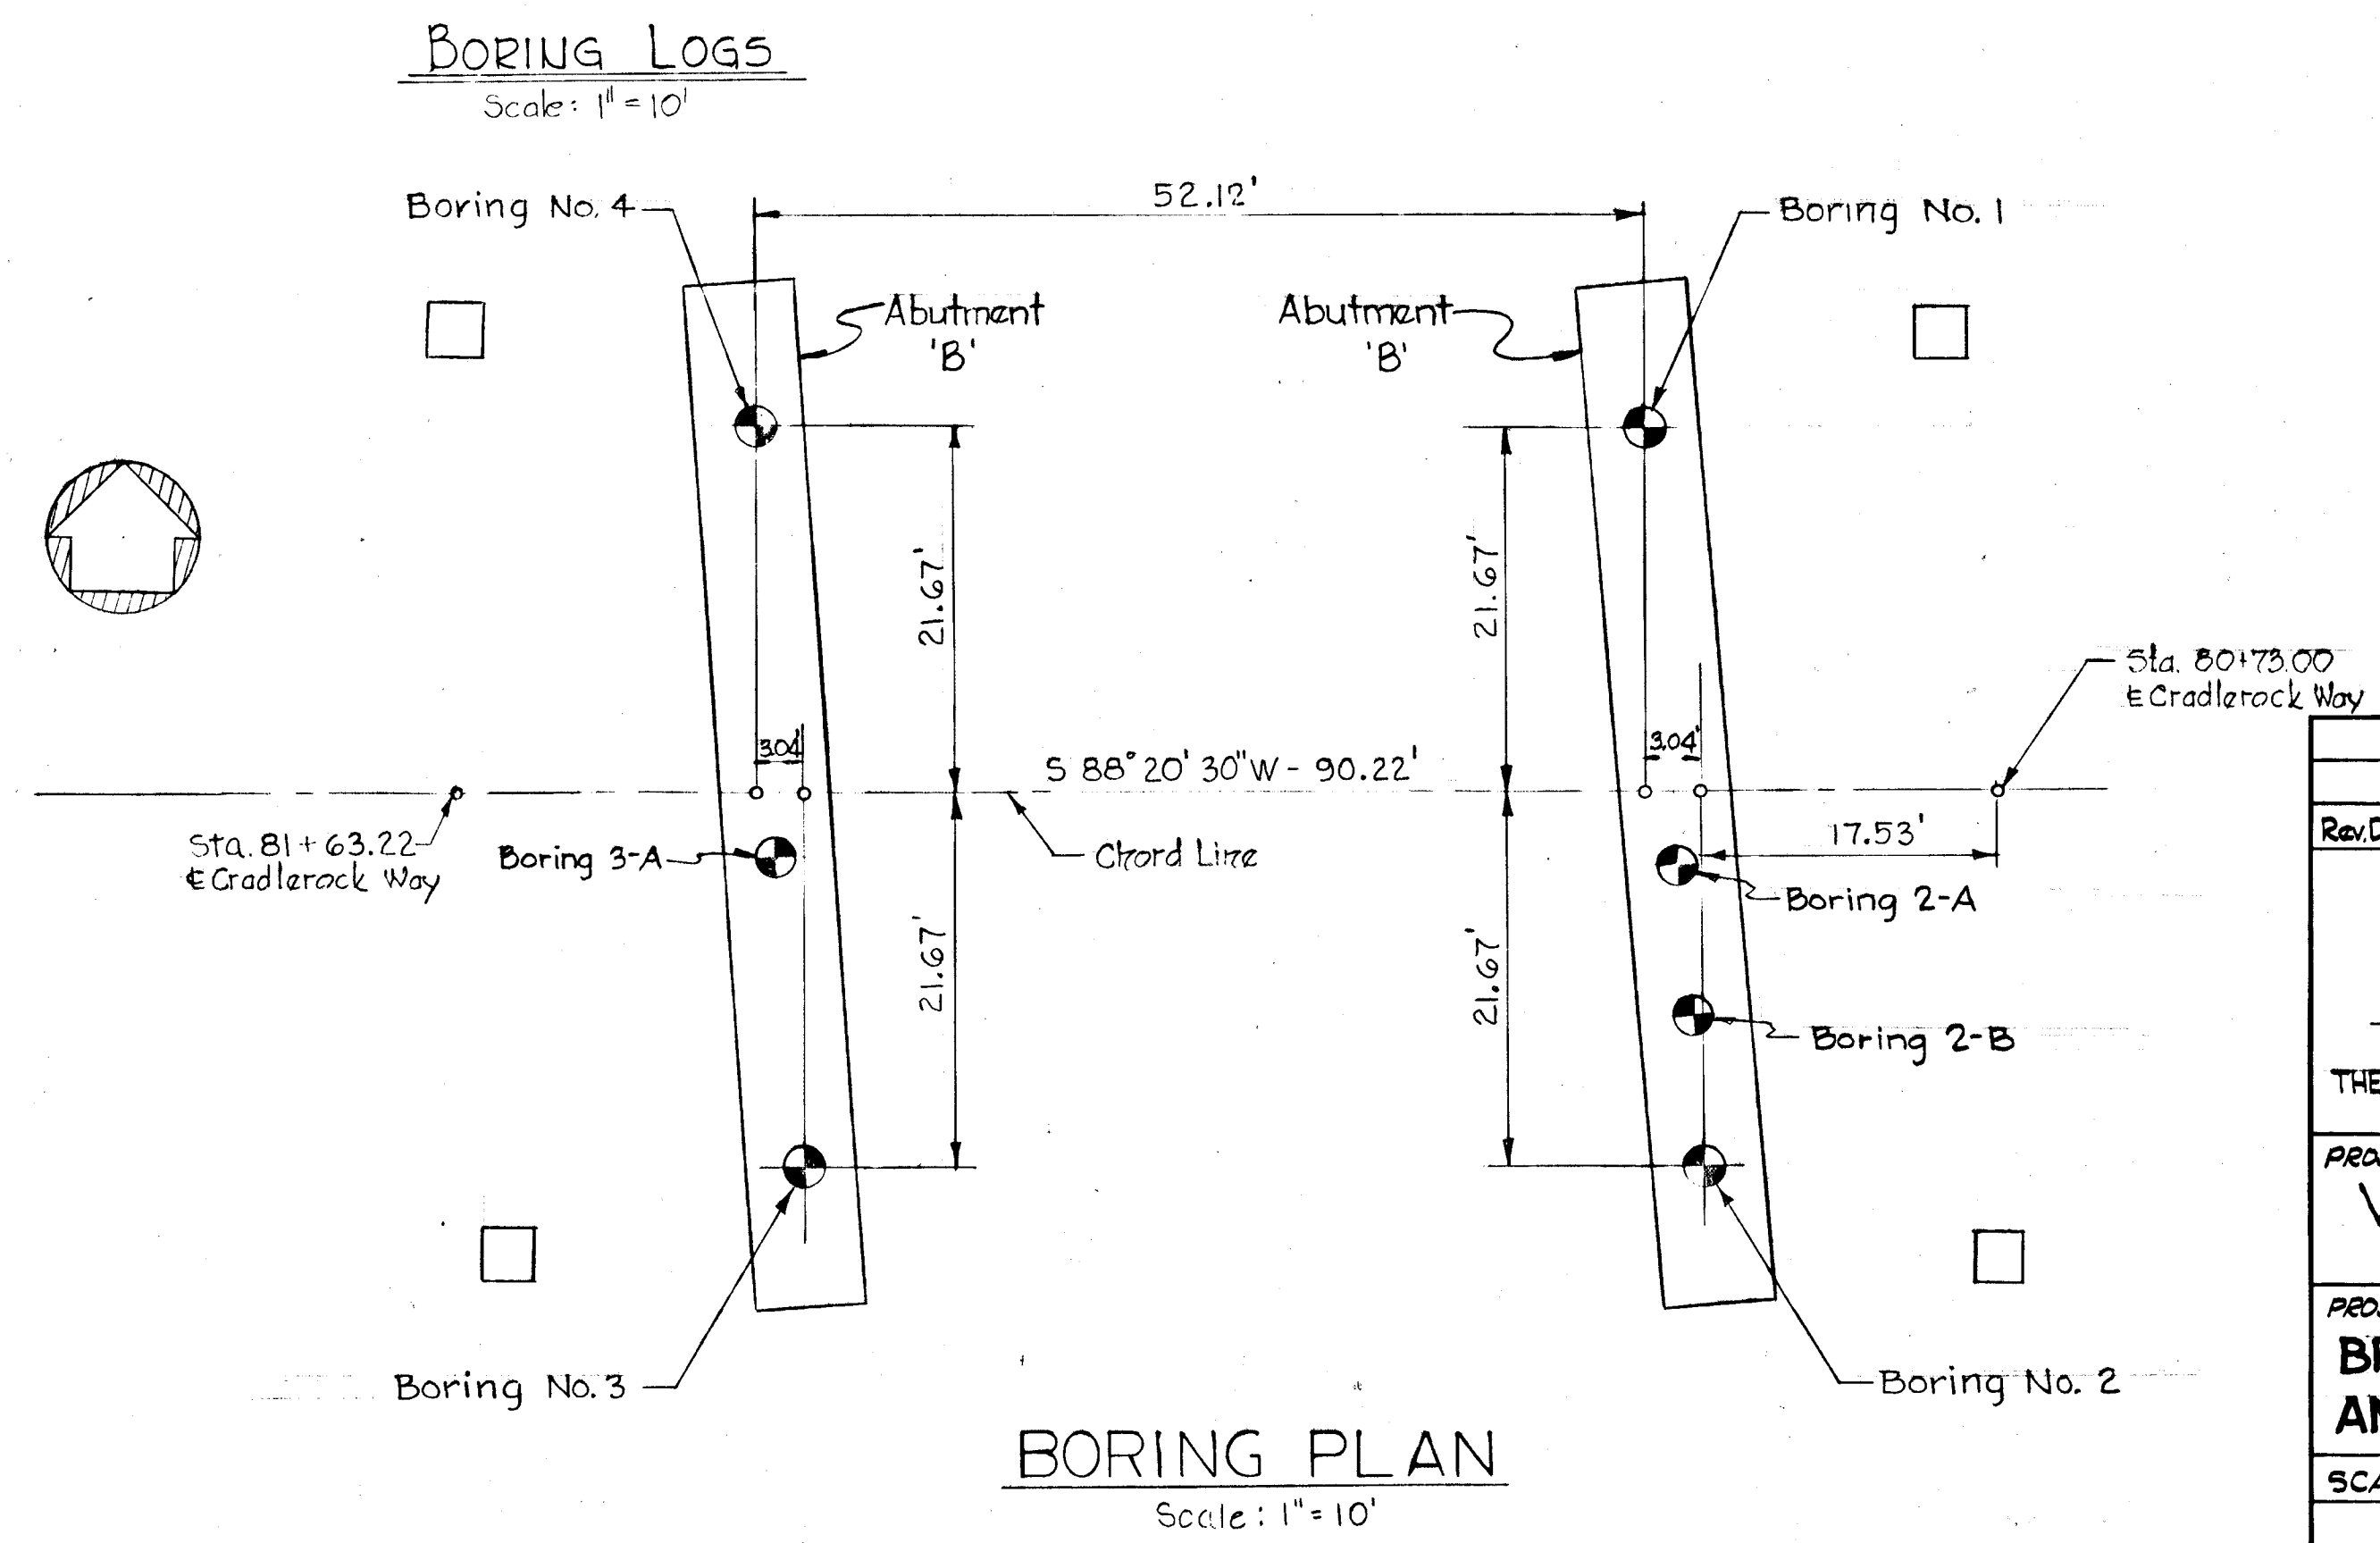 BORING LOGS
Scale: 1" = 10'
52.12'
Boring No. 4
Boring No. 1
Abutment
'B'
Abutment
'B'
21.67'
21.67'
Sta. 80+73.00
℄ Cradlerock Way
3.04'
3.04'
S 88° 20' 30" W - 90.22'
17.53'
Sta. 81+63.22
℄ Cradlerock Way
Boring 3-A
Chord Line
Boring 2-A
21.67'
21.67'
Boring 2-B
Boring No. 3
Boring No. 2
BORING PLAN
Scale: 1" = 10'
Rev.
THE